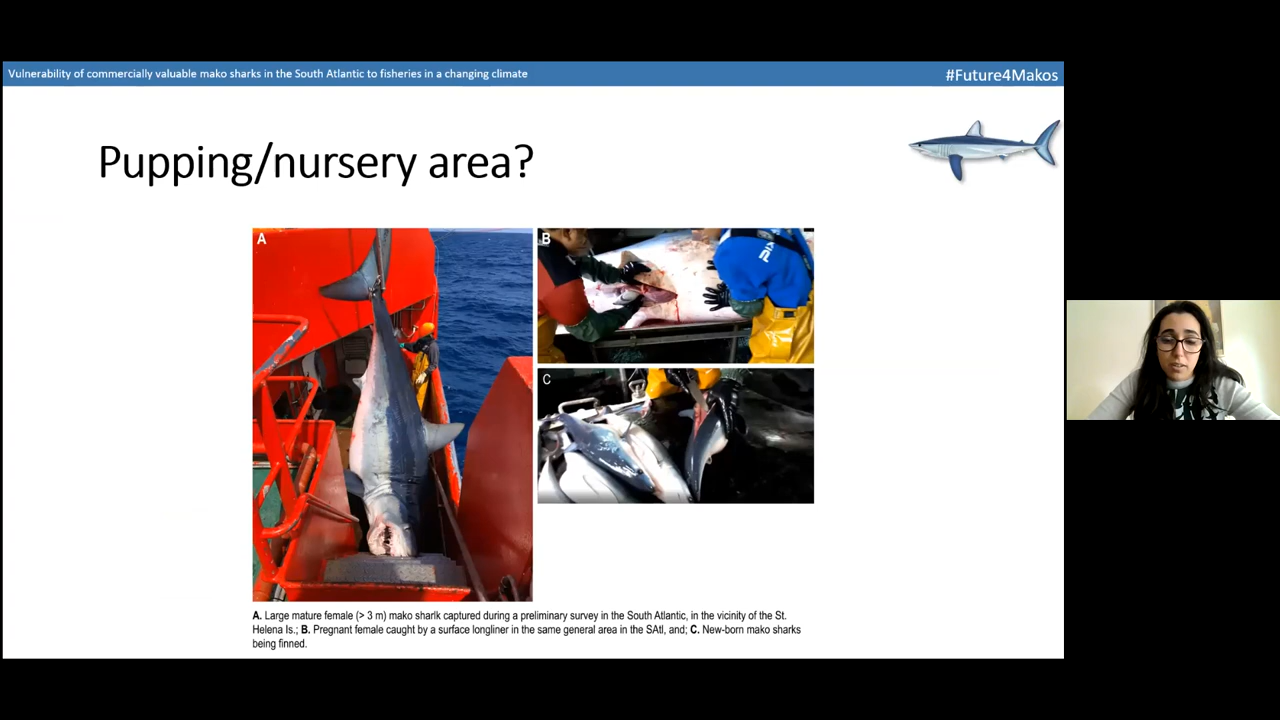 Vulnerability of commercially valuable mako sharks in the South Atlantic to fisheries in a changing climate
#Future4Makos
Pupping/nursery area?
A
B
C
A. Large mature female (> 3 m) mako sharlk captured during a preliminary survey in the South Atlantic, in the vicinity of the St.
Helena Is.; B. Pregnant female caught by a surface longliner in the same general area in the SAtl, and; C. New-born mako sharks
being finned.